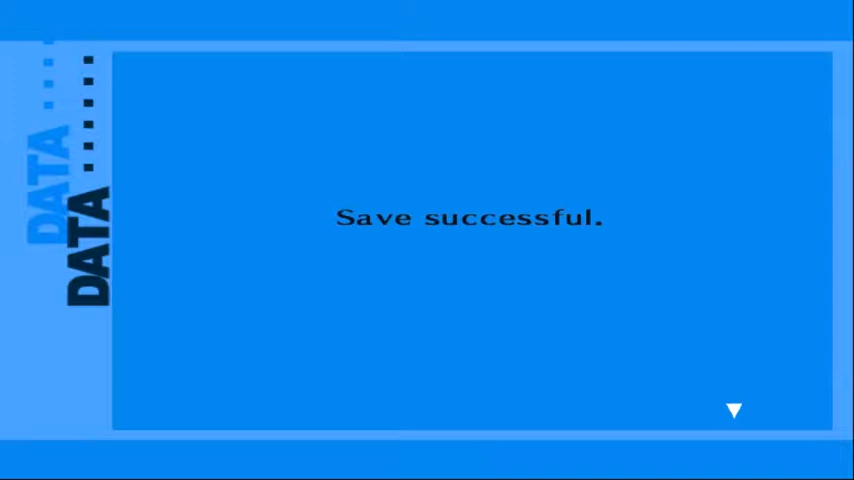 DATA ......
DATA ....
Save successful.